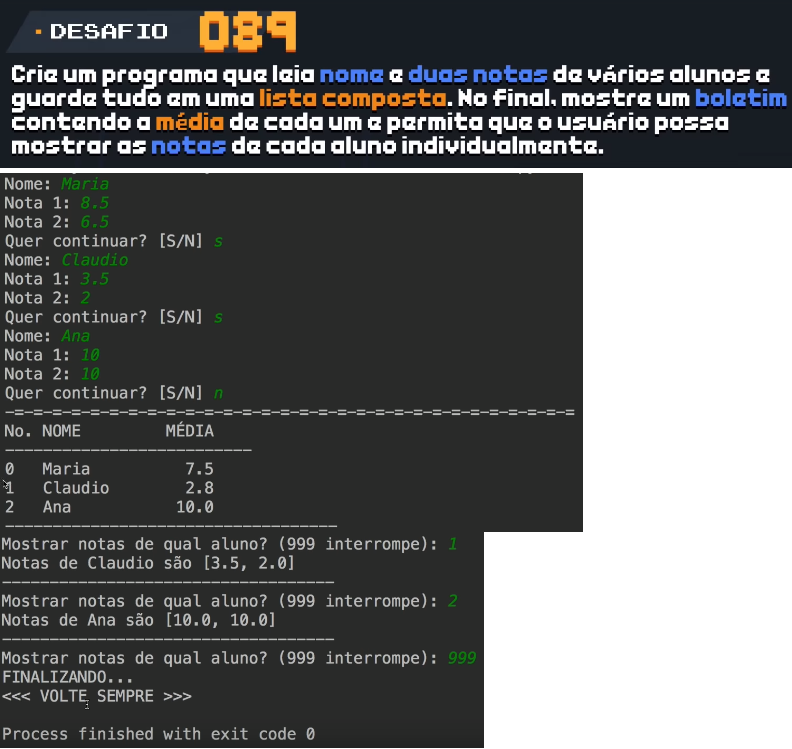 DESAFIO 089
Crie um programa que leia nome e duas notas de vários alunos e
guarde tudo em uma lista composta. No final, mostre um boletim
contendo a média de cada um e permita que o usuário possa
mostrar as notas de cada aluno individualmente.
Nome: Maria
Nota 1: 8.5
Nota 2: 6.5
Quer continuar? [S/N] s
Nome: Claudio
Nota 1: 3.5
Nota 2: 2
Quer continuar? [S/N] s
Nome: Ana
Nota 1: 10
Nota 2: 10
Quer continuar? [S/N] n
-=-=-=-=-=-=-=-=-=-=-=-=-=-=-=-=-=-=-=-=-=-=-=-=-=-=-=-=-=-=
No. NOME         MÉDIA
--------------------------
0   Maria          7.5
1   Claudio        2.8
2   Ana           10.0
-----------------------------------
Mostrar notas de qual aluno? (999 interrompe): 1
Notas de Claudio são [3.5, 2.0]
-----------------------------------
Mostrar notas de qual aluno? (999 interrompe): 2
Notas de Ana são [10.0, 10.0]
-----------------------------------
Mostrar notas de qual aluno? (999 interrompe): 999
FINALIZANDO...
<<< VOLTE SEMPRE >>>
Process finished with exit code 0